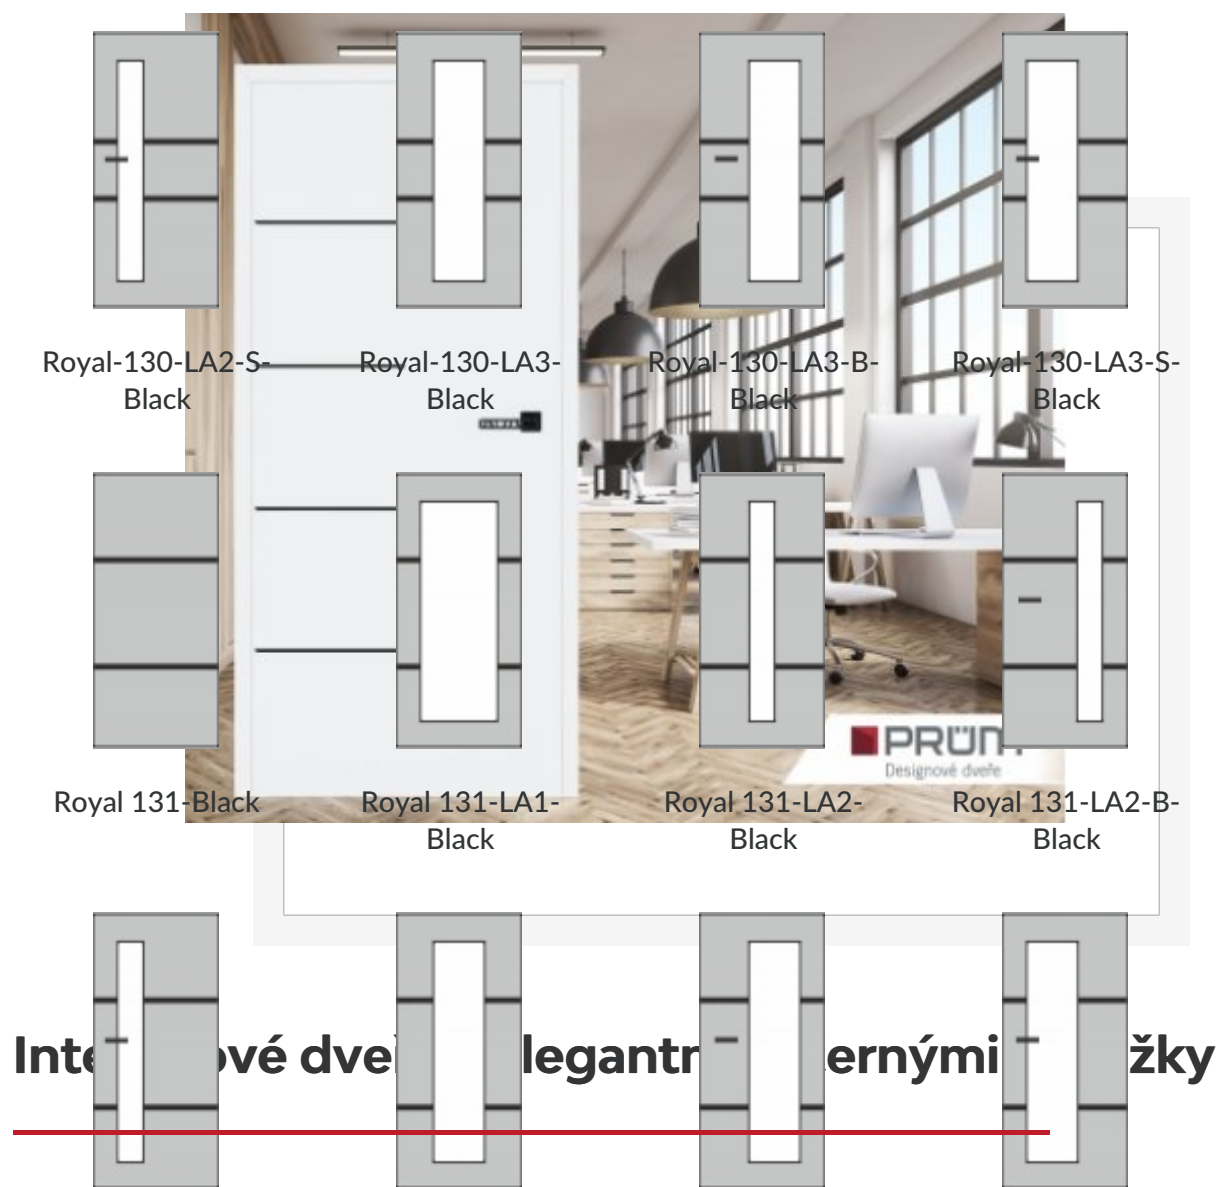 Royal-130-LA2-S-
Black
Royal-130-LA3-
Black
Royal-130-LA3-B-
Black
Royal-130-LA3-S-
Black
PRÜM
Designové dveře
Royal 131-Black
Royal 131-LA1-
Black
Royal 131-LA2-
Black
Royal 131-LA2-B-
Black